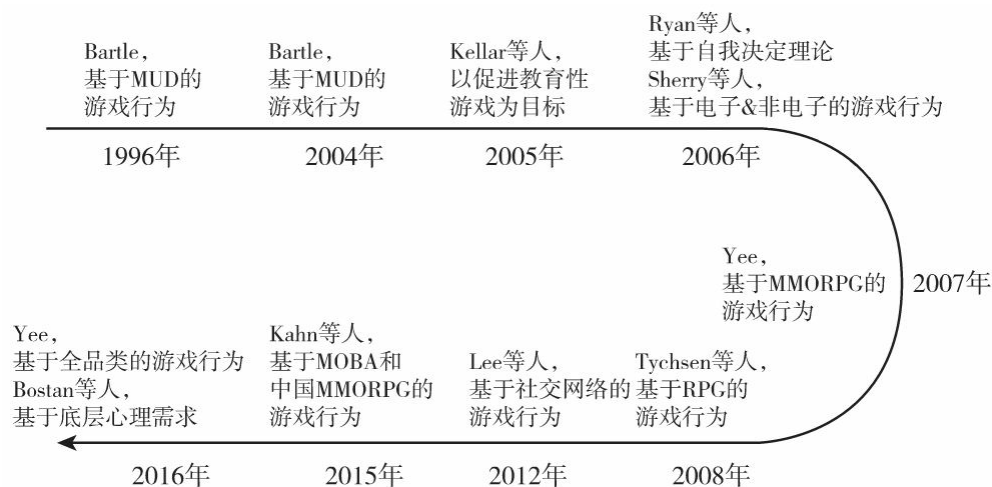 Bartle，
基于MUD的
游戏行为
1996年
Bartle，
基于MUD的
游戏行为
2004年
Kellar等人，
以促进教育性
游戏为目标
2005年
Ryan等人，
基于自我决定理论
Sherry等人，
基于电子&非电子的游戏行为
2006年
Yee，
基于MMORPG的
游戏行为
2007年
Tychsen等人，
基于RPG的
游戏行为
2008年
Lee等人，
基于社交网络的
游戏行为
2012年
Kahn等人，
基于MOBA和
中国MMORPG的
游戏行为
2015年
Yee，
基于全品类的游戏行为
Bostan等人，
基于底层心理需求
2016年